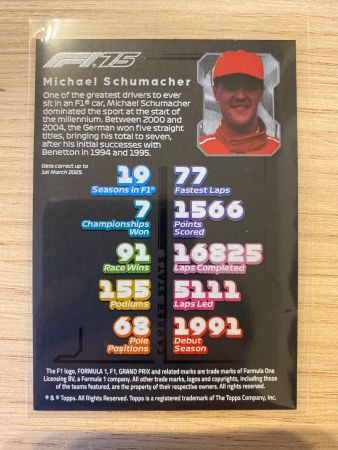 F1 75
Michael Schumacher
One of the greatest drivers to ever
sit in an F1® car, Michael Schumacher
dominated the sport at the start of
the millennium. Between 2000 and
2004, the German won five straight
titles, bringing his total to seven,
after his initial successes with
Benetton in 1994 and 1995.
Data correct up to
1st March 2025.
19
Seasons in F1®
77
Fastest Laps
7
Championships
Won
1566
Points
Scored
91
Race Wins
16825
Laps Completed
155
Podiums
5111
Laps Led
68
Pole
Positions
1991
Debut
Season
CAREER STATS
The F1 logo, FORMULA 1, F1, GRAND PRIX and related marks are trade marks of Formula One
Licensing BV, a Formula 1 company. All other trade marks, logos and copyrights, including those
of the teams featured, are the property of their respective owners. All rights reserved.
® & © Topps. All Rights Reserved. Topps is a registered trademark of The Topps Company, Inc.